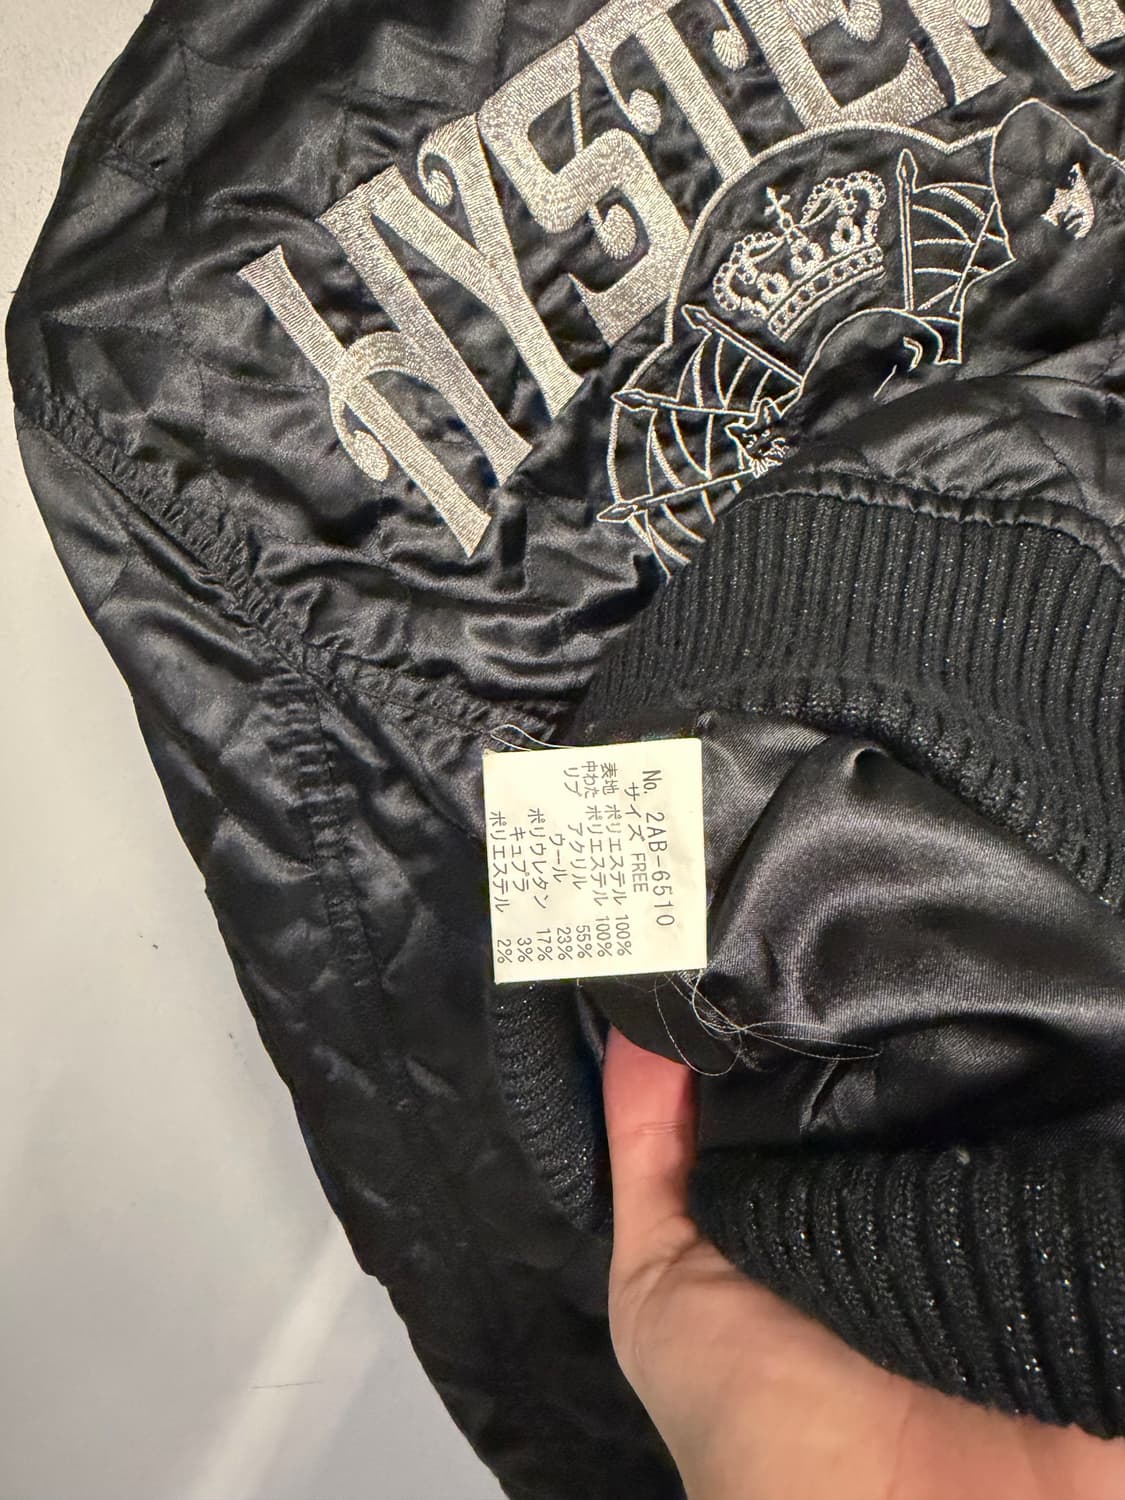 HYSTER
No. 2AB-6510
サイズ FREE
表地 ポリエステル 100%
中わた ポリエステル 100%
リブ アクリル 55%
ウール 23%
ポリウレタン 17%
キュプラ 3%
ポリエステル 2%